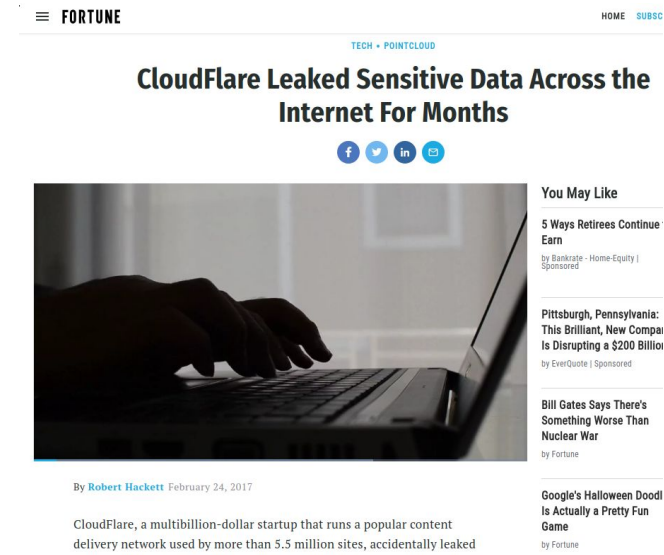 FORTUNE
HOME SUBSC
TECH • POINTCLOUD
CloudFlare Leaked Sensitive Data Across the
Internet For Months
You May Like
5 Ways Retirees Continue
Earn
by Bankrate - Home-Equity |
Sponsored
Pittsburgh, Pennsylvania:
This Brilliant, New Compa
Is Disrupting a $200 Billion
by EverQuote | Sponsored
Bill Gates Says There's
Something Worse Than
Nuclear War
by Fortune
Google's Halloween Doodl
Is Actually a Pretty Fun
Game
by Fortune
By Robert Hackett February 24, 2017
CloudFlare, a multibillion-dollar startup that runs a popular content
delivery network used by more than 5.5 million sites, accidentally leaked